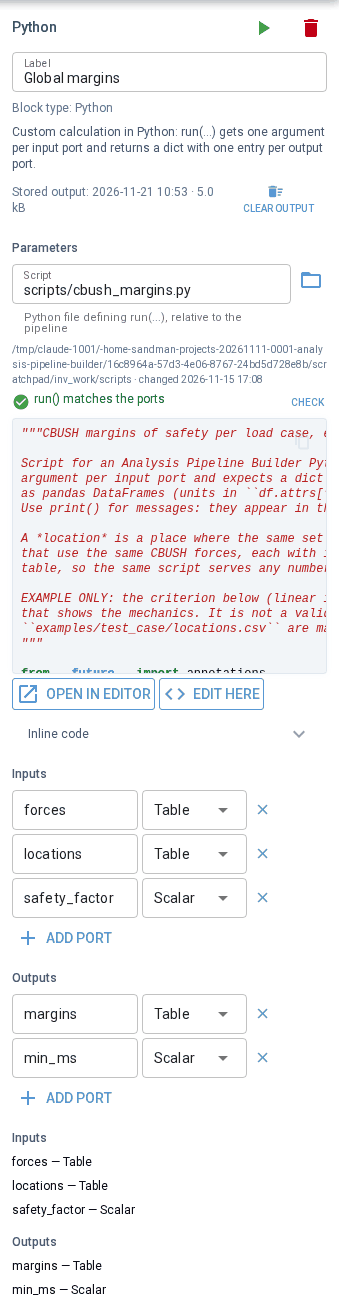 Python
Label
Global margins
Block type: Python
Custom calculation in Python: run(...) gets one argument
per input port and returns a dict with one entry per output
port.
Stored output: 2026-11-21 10:53 · 5.0
kB
CLEAR OUTPUT
Parameters
Script
scripts/cbush_margins.py
Python file defining run(...), relative to the
pipeline
/tmp/claude-1001/-home-sandman-projects-20261111-0001-analy
sis-pipeline-builder/16c8964a-57d3-4e06-8767-24bd5d728e8b/scr
atchpad/inv_work/scripts · changed 2026-11-15 17:08
run() matches the ports
CHECK
"""CBUSH margins of safety per load case, e
Script for an Analysis Pipeline Builder Pyt
argument per input port and expects a dict
as pandas DataFrames (units in ``df.attrs[
Use print() for messages: they appear in th
A *location* is a place where the same set
that use the same CBUSH forces, each with i
table, so the same script serves any number
EXAMPLE ONLY: the criterion below (linear i
that shows the mechanics. It is not a valid
``examples/test_case/locations.csv`` are ma
"""
from __future__ import annotations
OPEN IN EDITOR
EDIT HERE
Inline code
Inputs
forces Table
locations Table
safety_factor Scalar
ADD PORT
Outputs
margins Table
min_ms Scalar
ADD PORT
Inputs
forces — Table
locations — Table
safety_factor — Scalar
Outputs
margins — Table
min_ms — Scalar